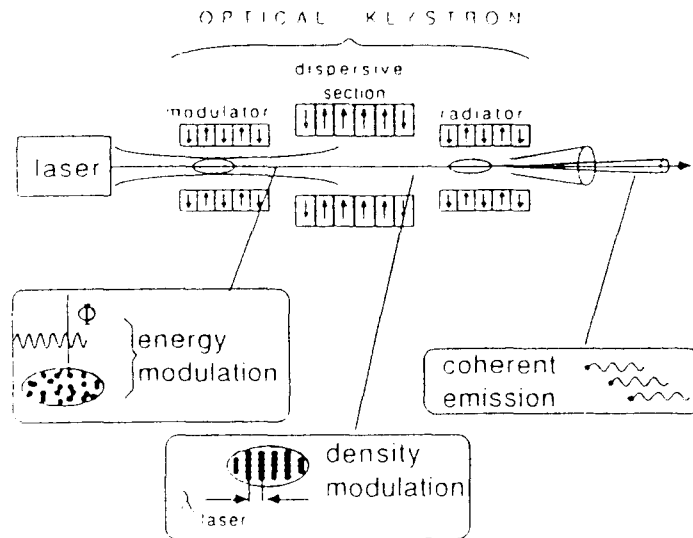 OPTICAL KLYSTRON
dispersive
section
modulator
radiator
laser
Φ
energy
modulation
coherent
emission
density
modulation
λ laser